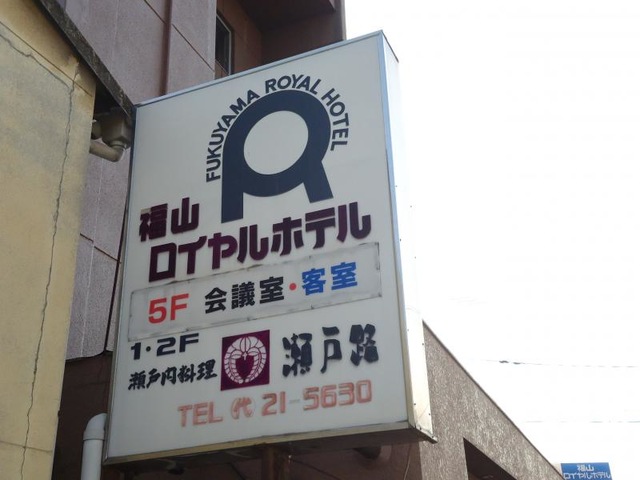 FUKUYAMA ROYAL HOTEL
福山
ロイヤルホテル
5F 会議室・客室
1・2F
瀬戸内料理
瀬戸路
TEL(代)21-5630
福山
ロイヤルホテル